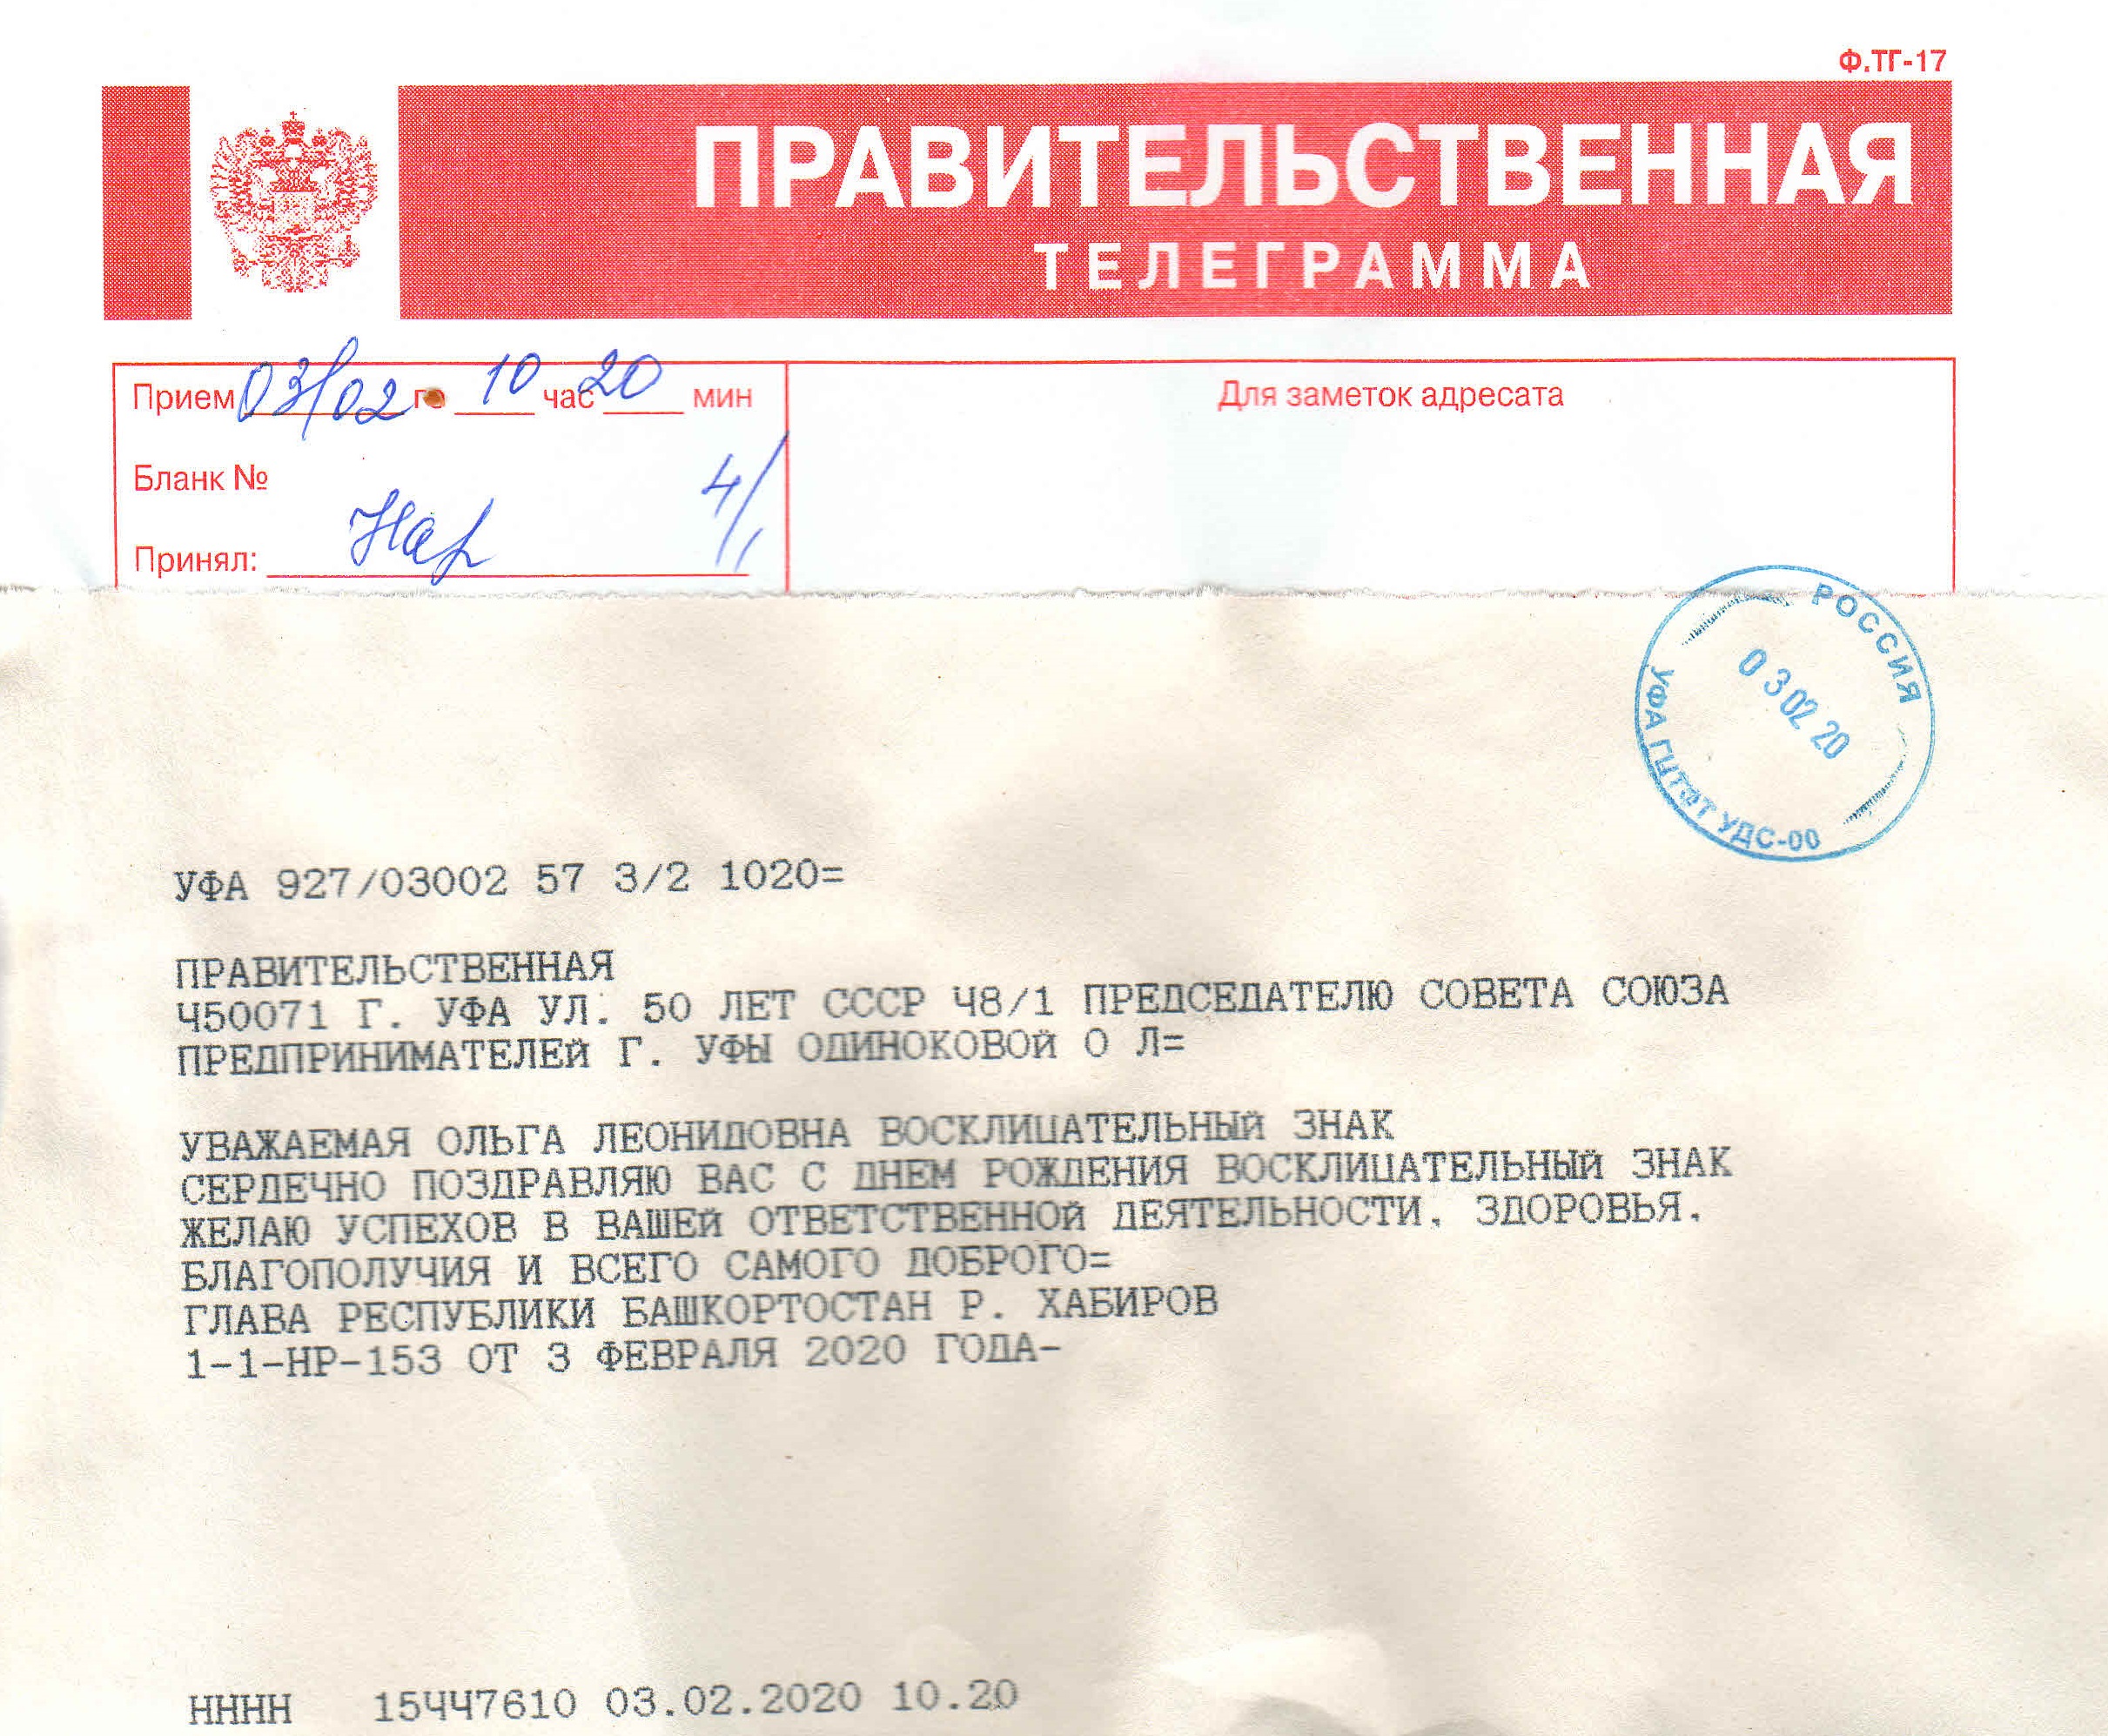 Ф.ТГ-17
ПРАВИТЕЛЬСТВЕННАЯ
ТЕЛЕГРАММА
Прием 03/02 го 10 час 20 мин
Для заметок адресата
Бланк №
4/
Принял: Нар
РОССИЯ
03 02 20
УФА ГЦТЭТ УДС-00
УФА 927/03002 57 3/2 1020=
ПРАВИТЕЛЬСТВЕННАЯ
450071 Г. УФА УЛ. 50 ЛЕТ СССР 48/1 ПРЕДСЕДАТЕЛЮ СОВЕТА СОЮЗА
ПРЕДПРИНИМАТЕЛЕЙ Г. УФЫ ОДИНОКОВОЙ О Л=
УВАЖАЕМАЯ ОЛЬГА ЛЕОНИДОВНА ВОСКЛИЦАТЕЛЬНЫЙ ЗНАК
СЕРДЕЧНО ПОЗДРАВЛЯЮ ВАС С ДНЕМ РОЖДЕНИЯ ВОСКЛИЦАТЕЛЬНЫЙ ЗНАК
ЖЕЛАЮ УСПЕХОВ В ВАШЕЙ ОТВЕТСТВЕННОЙ ДЕЯТЕЛЬНОСТИ, ЗДОРОВЬЯ,
БЛАГОПОЛУЧИЯ И ВСЕГО САМОГО ДОБРОГО=
ГЛАВА РЕСПУБЛИКИ БАШКОРТОСТАН Р. ХАБИРОВ
1-1-НР-153 ОТ 3 ФЕВРАЛЯ 2020 ГОДА-
НННН 15447610 03.02.2020 10.20